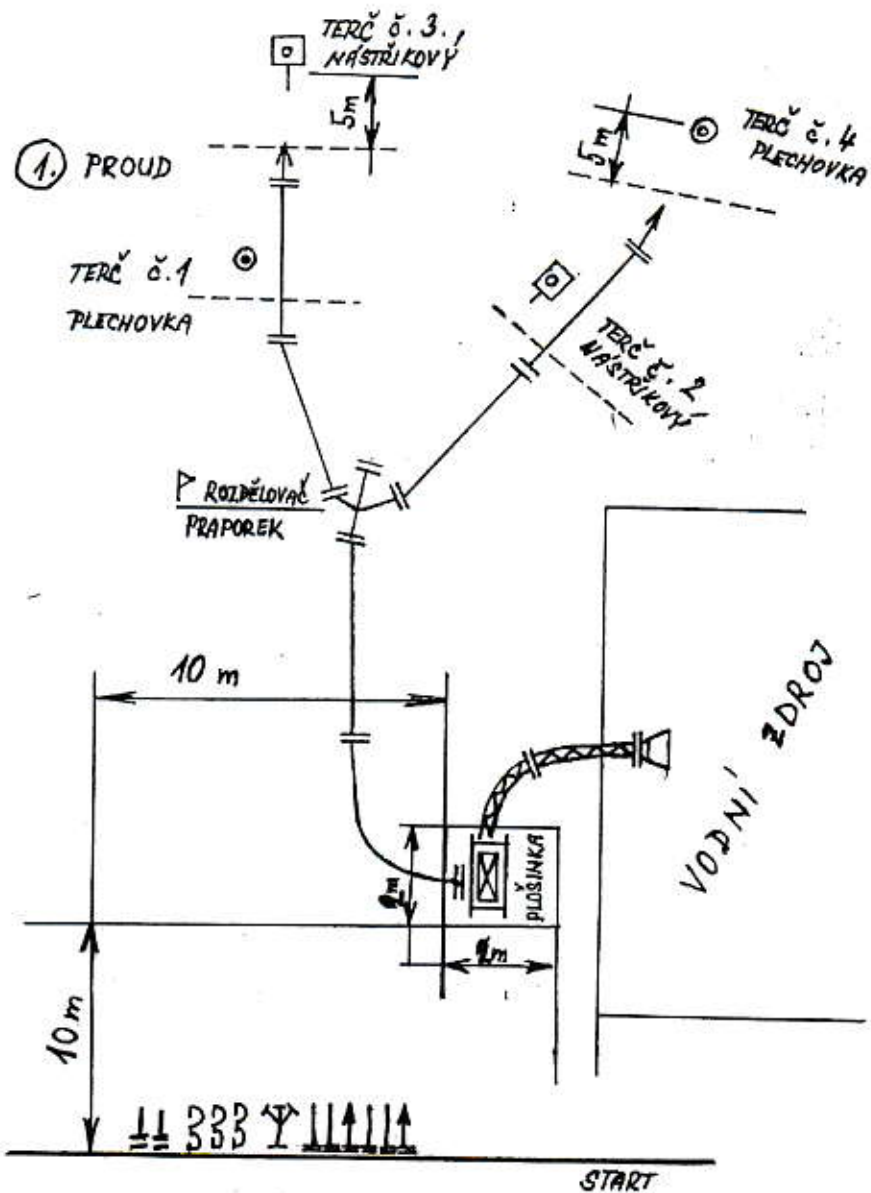 TERČ č. 3.,
NÁSTŘIKOVÝ
5m
1. PROUD
TERČ č. 4
PLECHOVKA
5m
TERČ č.1
PLECHOVKA
TERČ č. 2
NÁSTŘIKOVÝ
ROZDĚLOVAČ
PRAPOREK
10 m
VODNÍ ZDROJ
PLOŠINKA
10 m
START